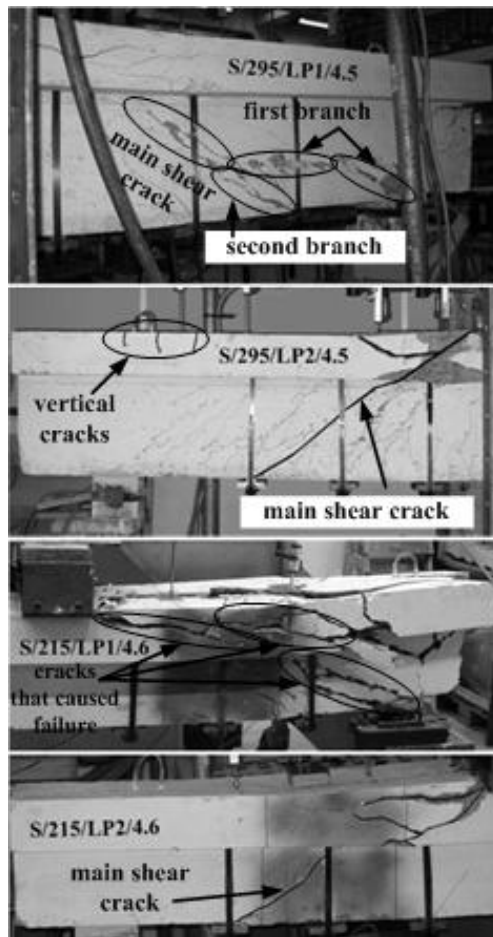 S/295/LP1/4.5
first branch
main shear
crack
second branch
S/295/LP2/4.5
vertical
cracks
main shear crack
S/215/LP1/4.6
cracks
that caused
failure
S/215/LP2/4.6
main shear
crack